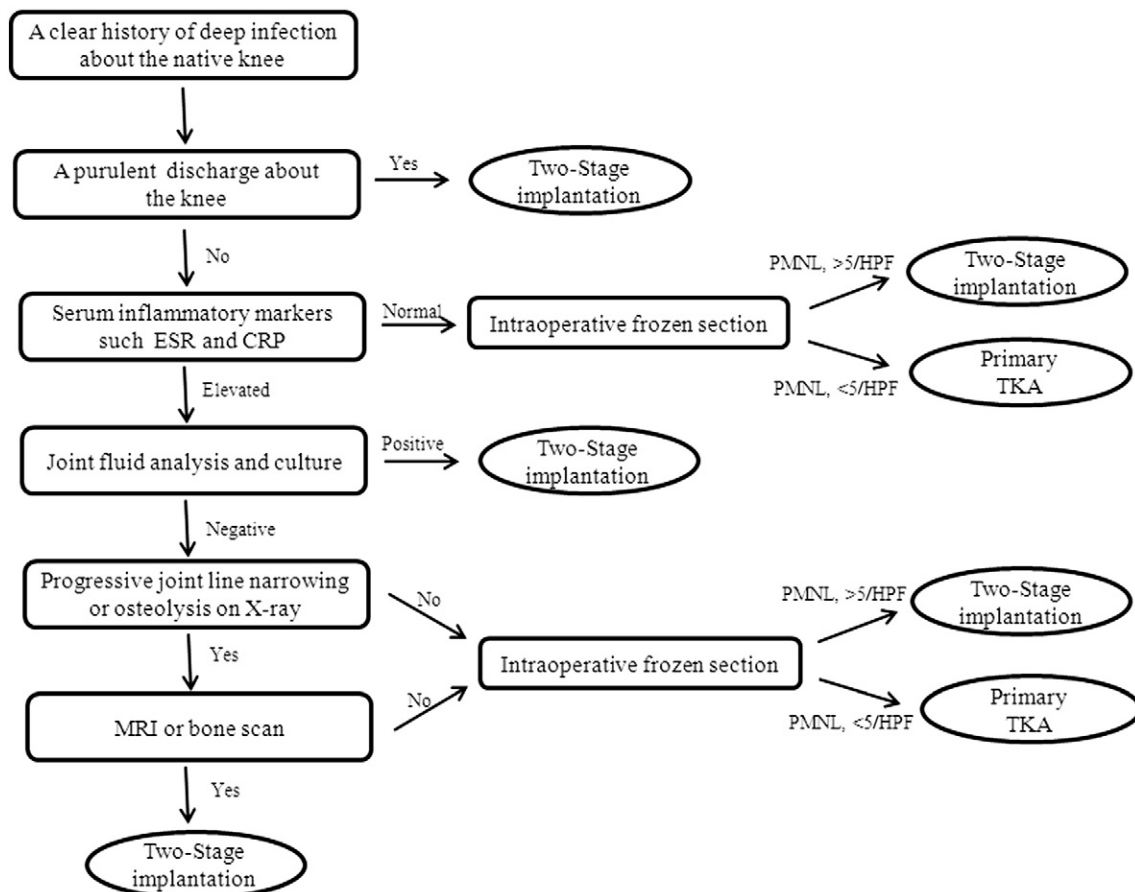 A clear history of deep infection
about the native knee
A purulent discharge about
the knee
Yes
Two-Stage
implantation
No
Serum inflammatory markers
such ESR and CRP
Normal
Intraoperative frozen section
PMNL, >5/HPF
Two-Stage
implantation
PMNL, <5/HPF
Primary
TKA
Elevated
Joint fluid analysis and culture
Positive
Two-Stage
implantation
Negative
Progressive joint line narrowing
or osteolysis on X-ray
No
Yes
MRI or bone scan
No
Intraoperative frozen section
PMNL, >5/HPF
Two-Stage
implantation
PMNL, <5/HPF
Primary
TKA
Yes
Two-Stage
implantation